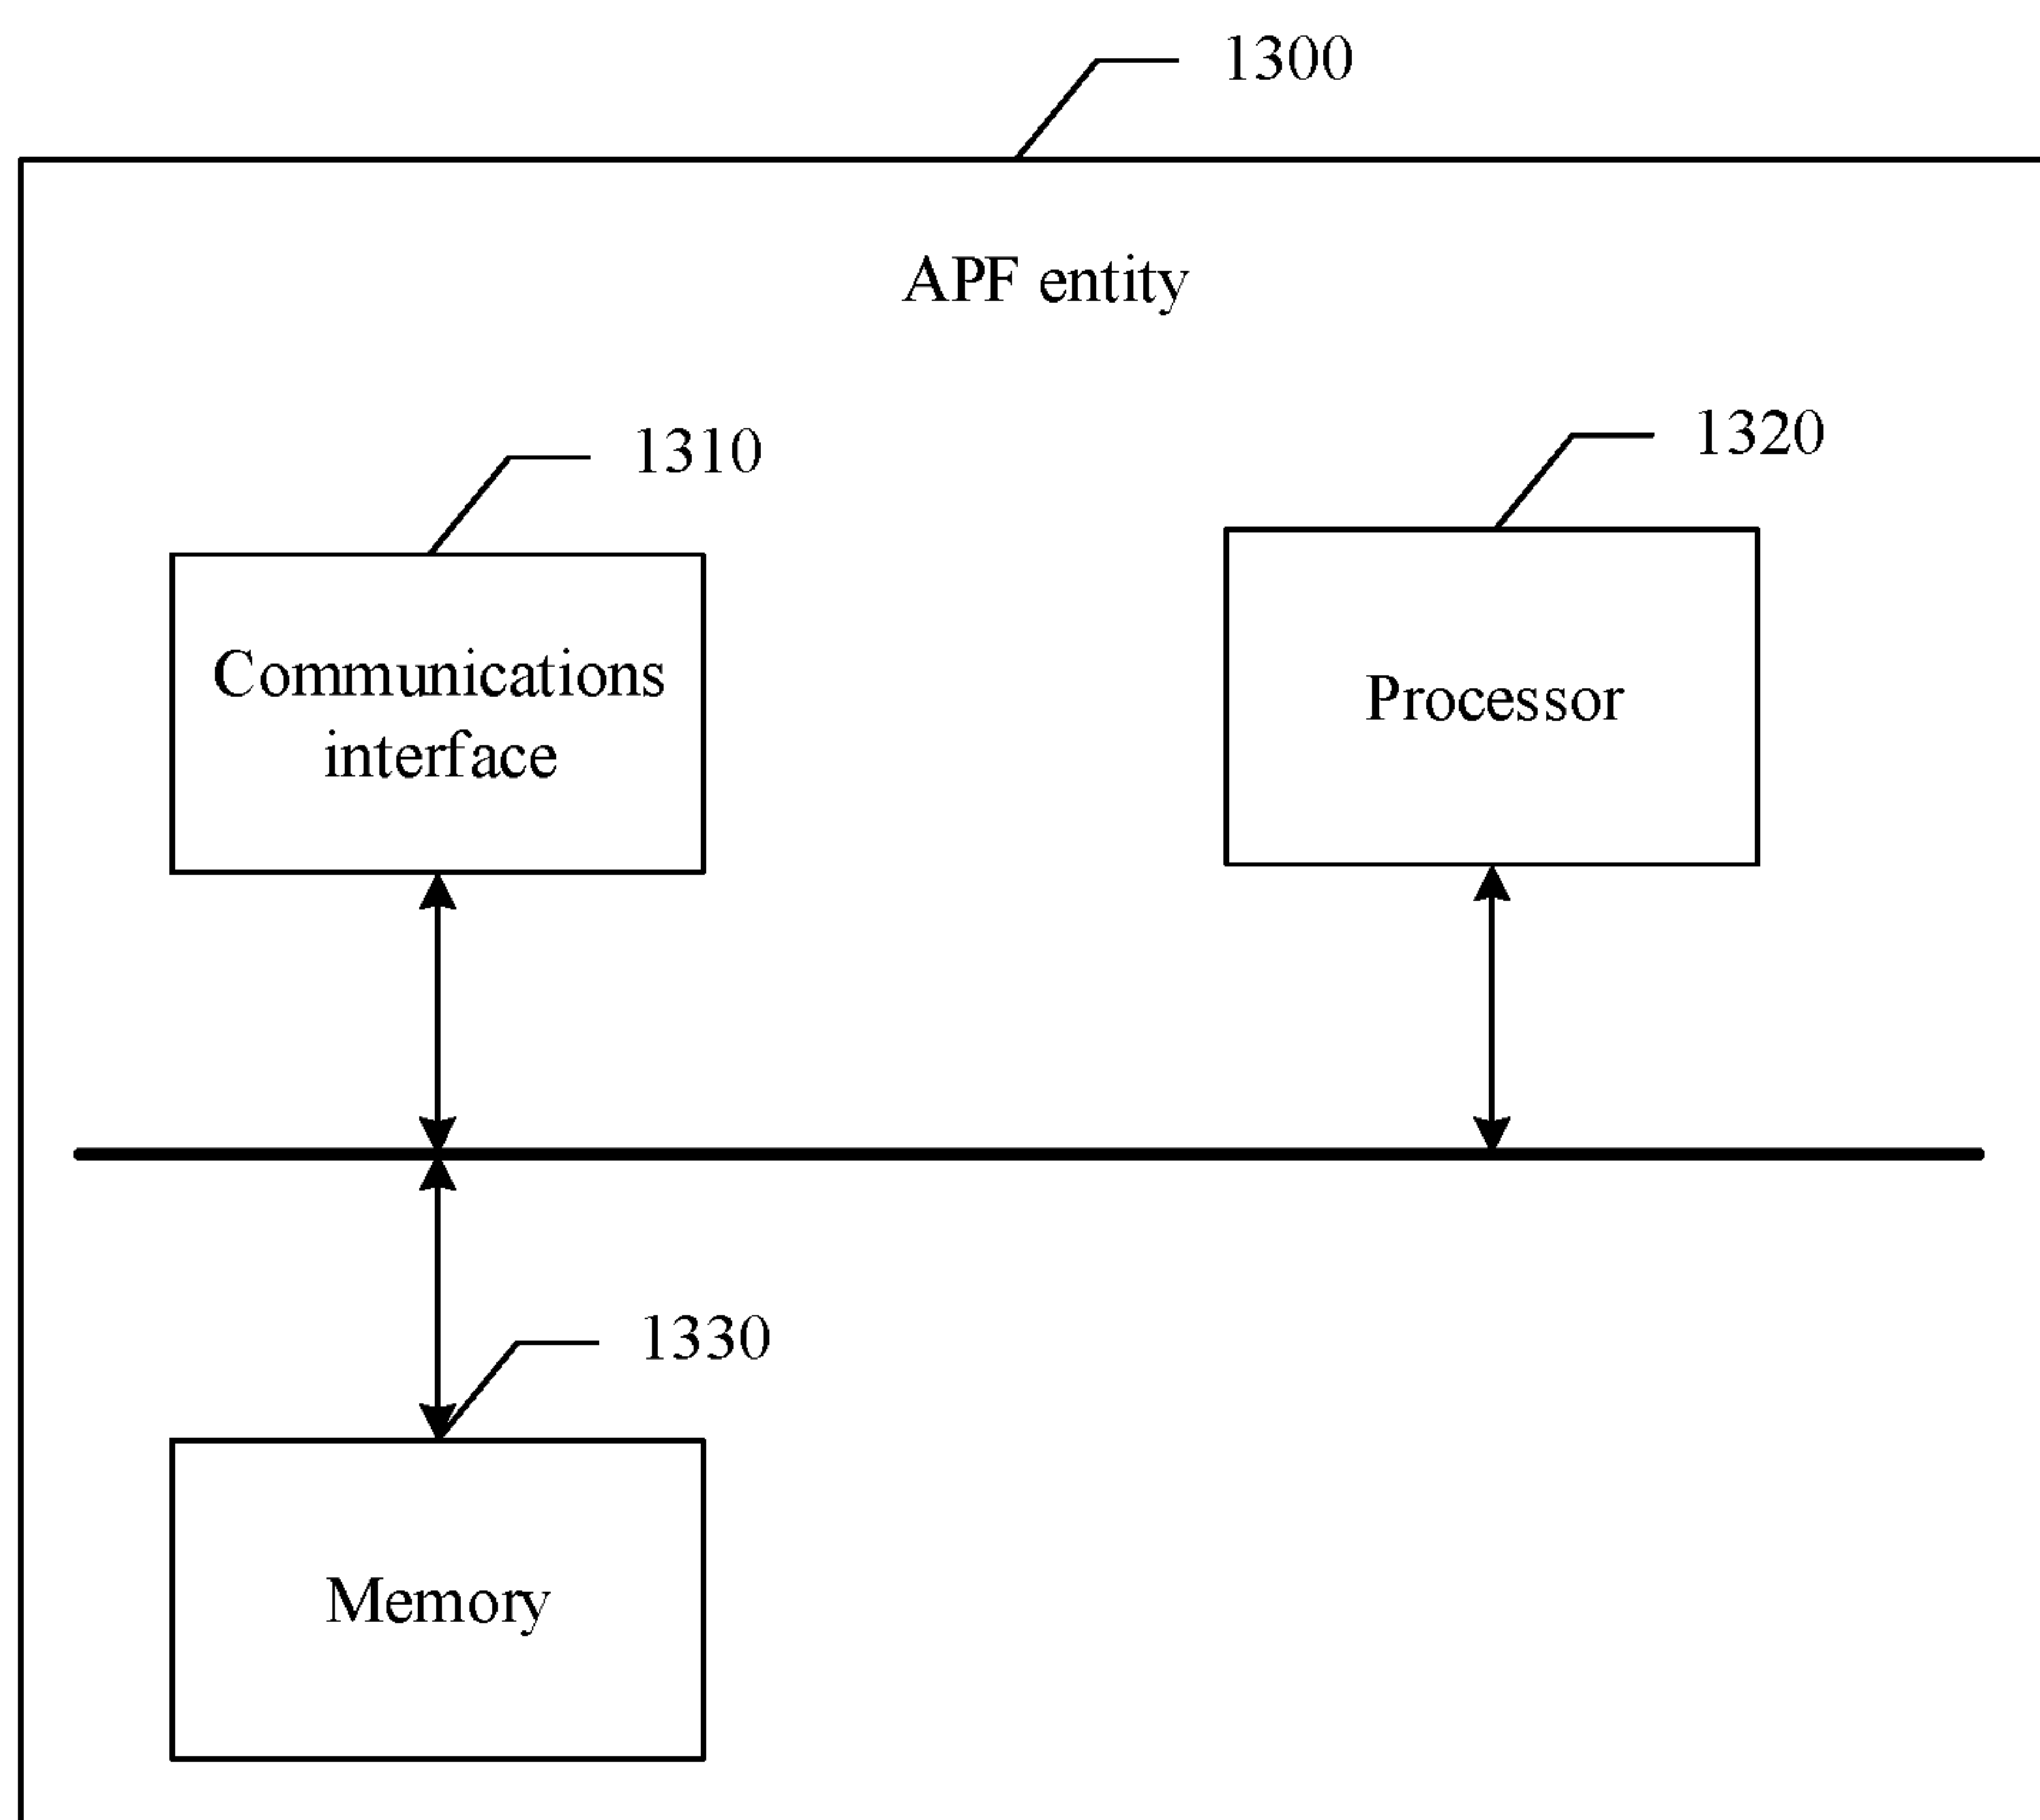 1300
APF entity
1310
1320
Communications
interface
Processor
1330
Memory